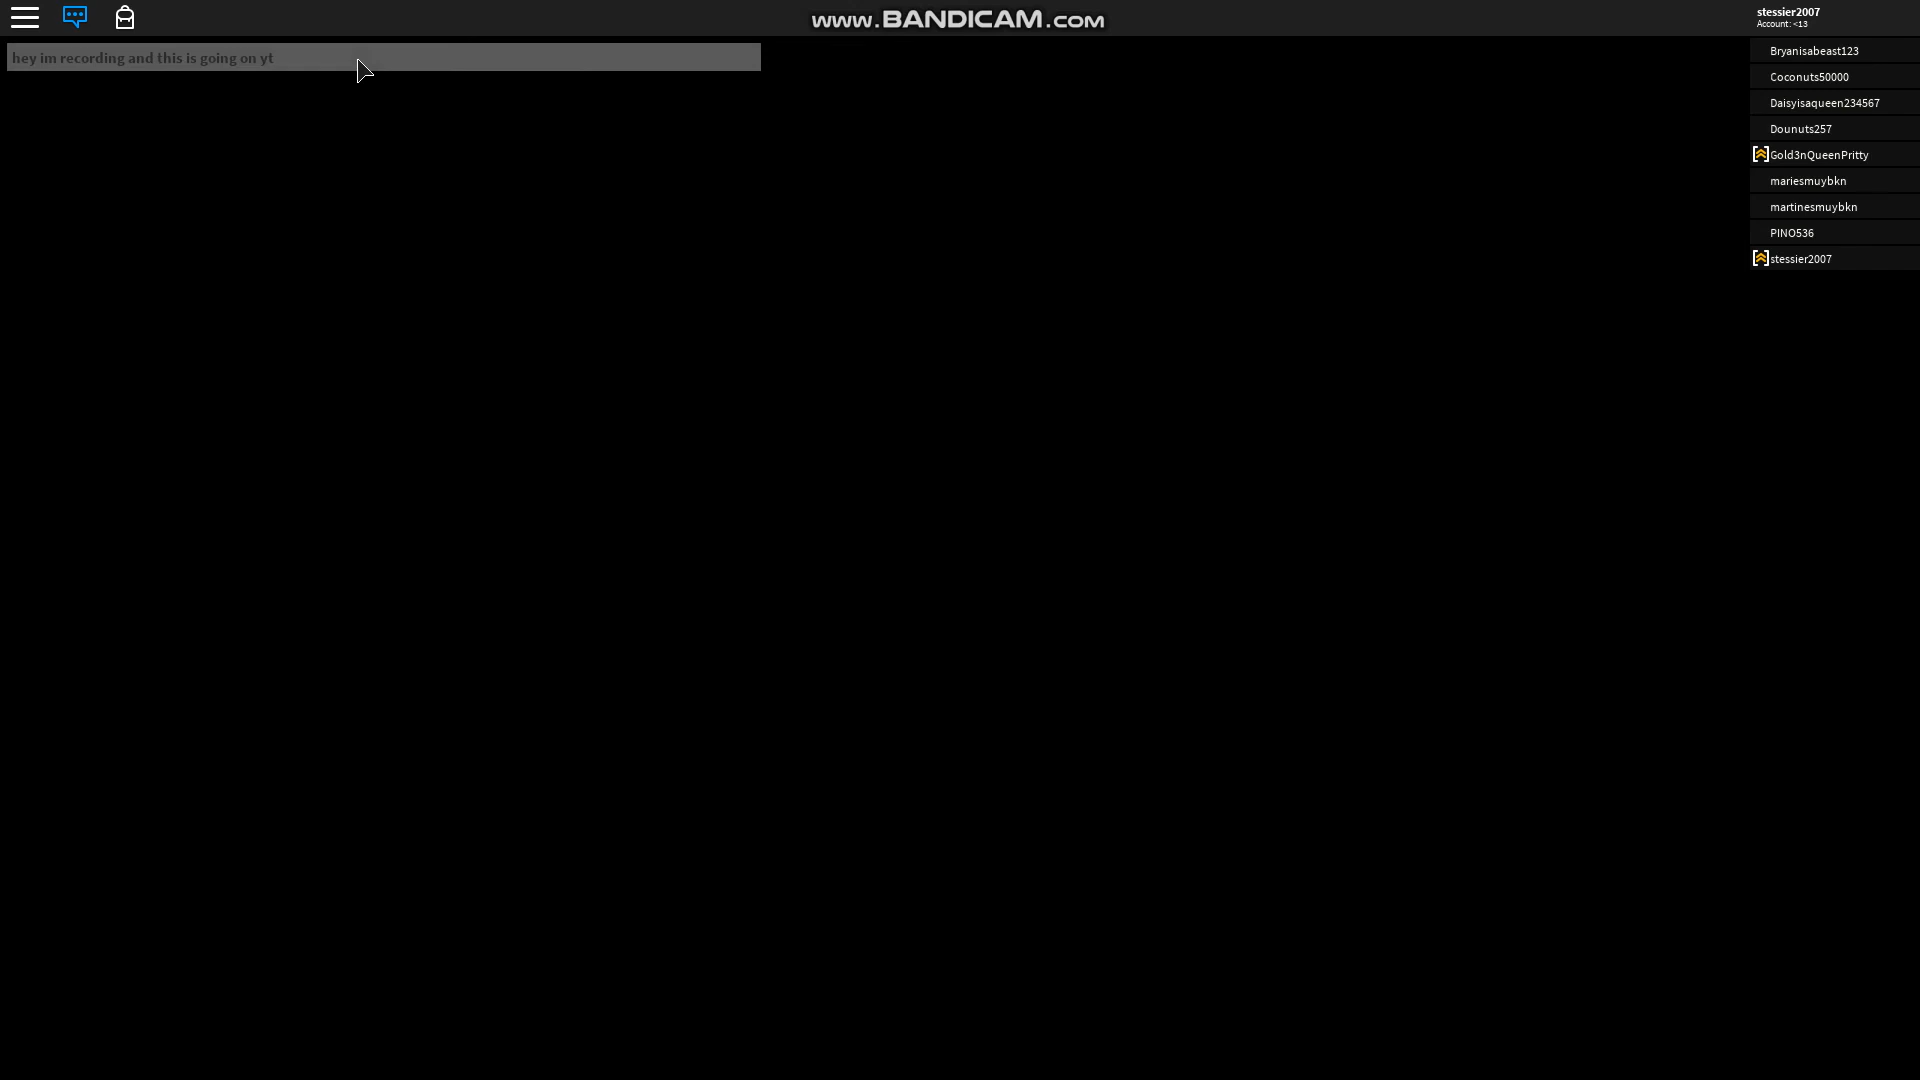 www.BANDICAM.com
stessier2007
Account: <13
hey im recording and this is going on yt
Bryanisabeast123
Coconuts50000
Daisyisaqueen234567
Dounuts257
Gold3nQueenPritty
mariesmuybkn
martinesmuybkn
PINO536
stessier2007